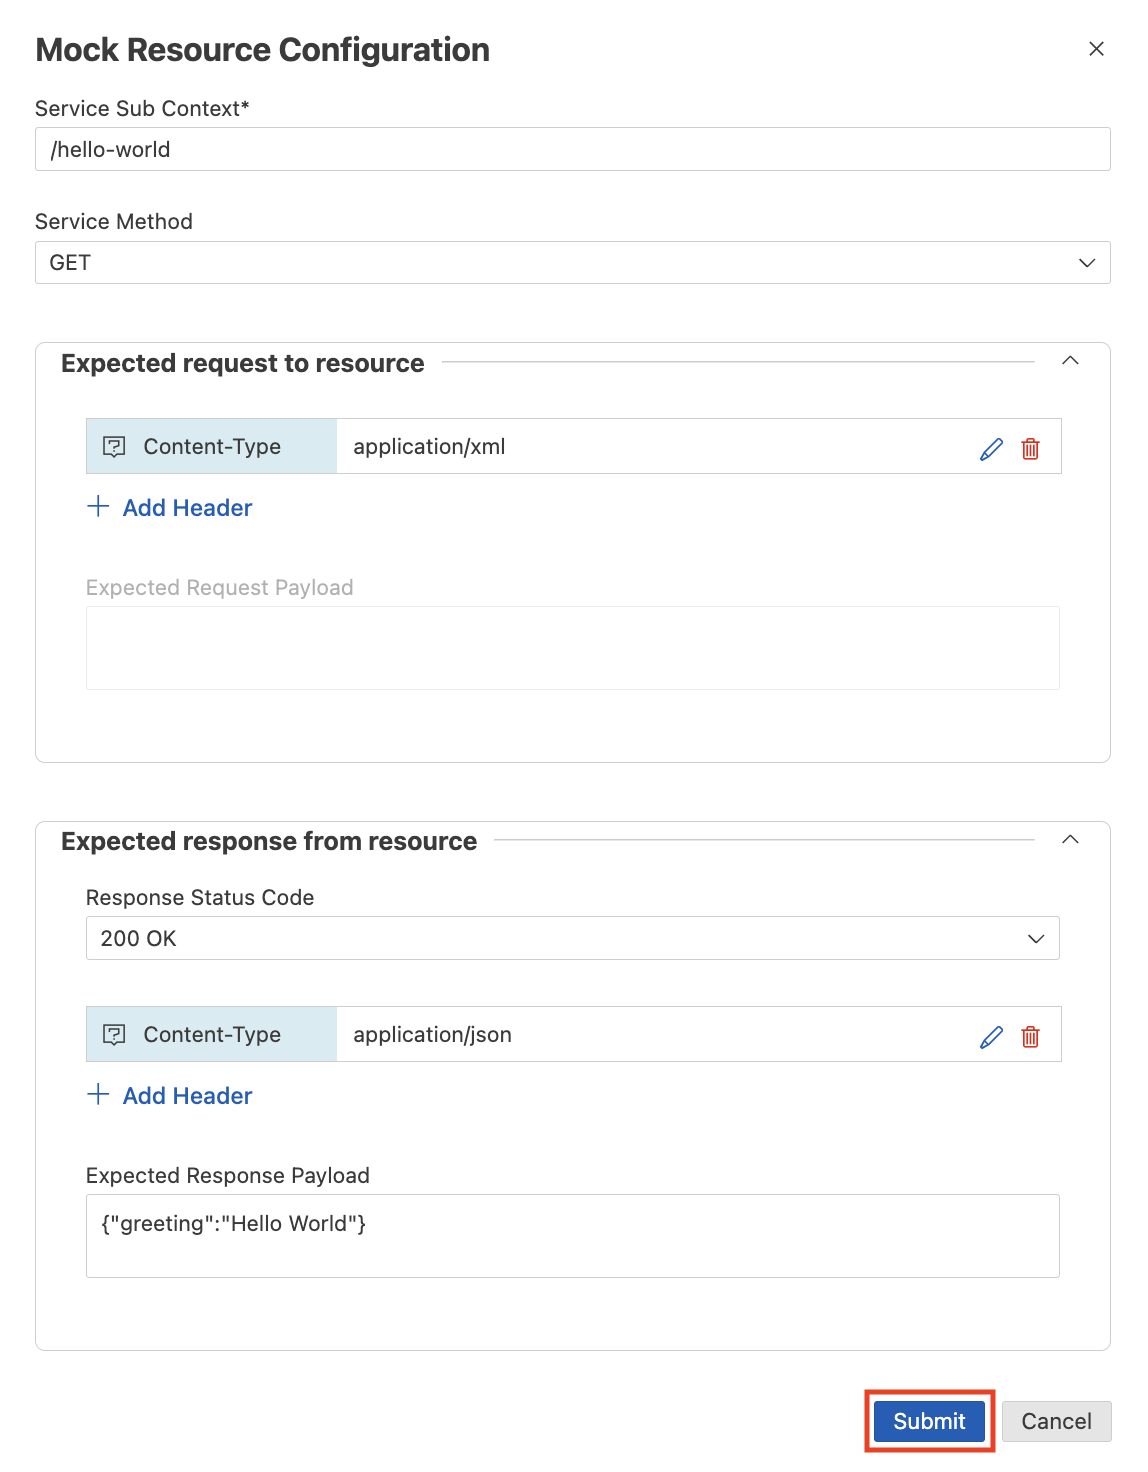 Mock Resource Configuration
Service Sub Context*
/hello-world
Service Method
GET
Expected request to resource
Content-Type application/xml
Add Header
Expected Request Payload
Expected response from resource
Response Status Code
200 OK
Content-Type application/json
Add Header
Expected Response Payload
{"greeting":"Hello World"}
Submit Cancel